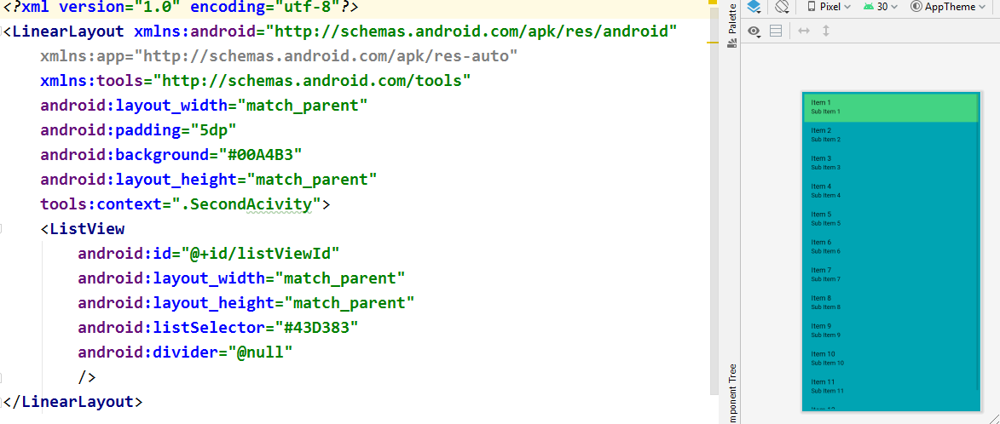 <?xml version="1.0" encoding="utf-8"?>
<LinearLayout xmlns:android="http://schemas.android.com/apk/res/android"
xmlns:app="http://schemas.android.com/apk/res-auto"
xmlns:tools="http://schemas.android.com/tools"
android:layout_width="match_parent"
android:padding="5dp"
android:background="#00A4B3"
android:layout_height="match_parent"
tools:context=".SecondAcivity">
<ListView
android:id="@+id/listViewId"
android:layout_width="match_parent"
android:layout_height="match_parent"
android:listSelector="#43D383"
android:divider="@null"
/>
</LinearLayout>
Palette
Pixel 30 AppTheme
Item 1
Sub Item 1
Item 2
Sub Item 2
Item 3
Sub Item 3
Item 4
Sub Item 4
Item 5
Sub Item 5
Item 6
Sub Item 6
Item 7
Sub Item 7
Item 8
Sub Item 8
Item 9
Sub Item 9
Item 10
Sub Item 10
Item 11
Sub Item 11
mponent Tree